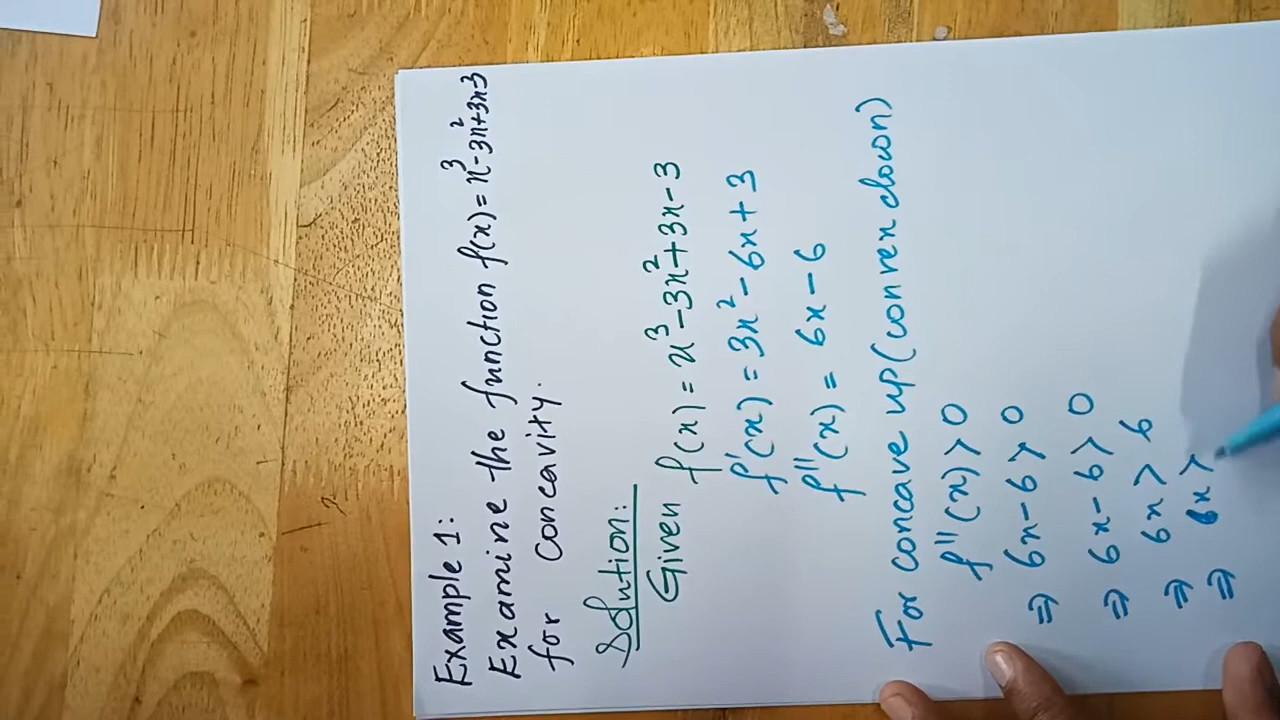 Example 1:
Examine the function f(x) = x³-3x²+3x-3
for concavity.
Solution:
Given f(x) = x³-3x²+3x-3
f'(x) = 3x²-6x+3
f''(x) = 6x-6
For concave up (convex down)
f''(x) > 0
⇒ 6x-6 > 0
⇒ 6x-6 > 0
⇒ 6x > 6
⇒ 6x >